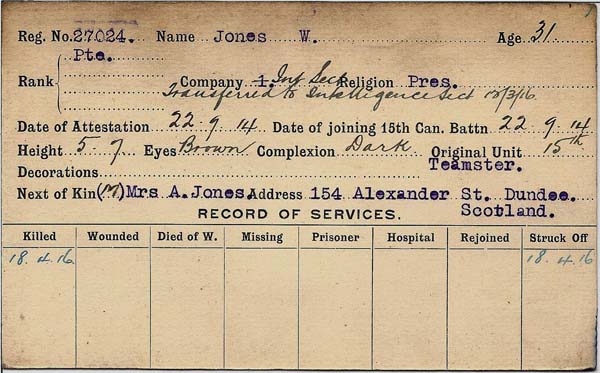 Reg. No. 27024. Name Jones W. Age 31
Pte.
Rank Company 1. Int Sect Religion Pres.
Transferred to Intelligence Sect 12/3/16
Date of Attestation 22.9.14 Date of joining 15th Can. Battn 22.9.14
Height 5.7 Eyes Brown Complexion Dark Original Unit 15th
Decorations Teamster.
Next of Kin (M) Mrs A. Jones. Address 154 Alexander St. Dundee.
Scotland.
RECORD OF SERVICES.
Killed Wounded Died of W. Missing Prisoner Hospital Rejoined Struck Off
18.4.16 18.4.16